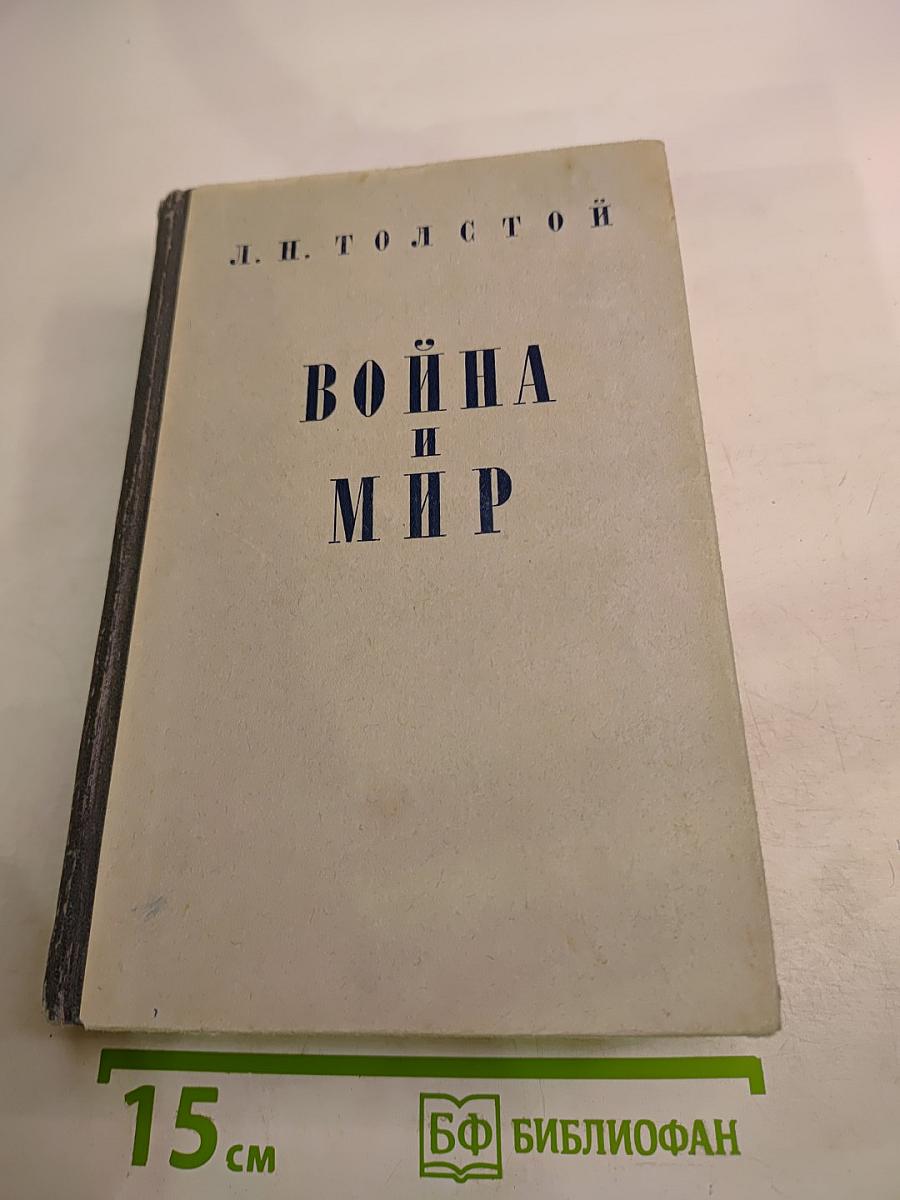 Л. Н. ТОЛСТОЙ
ВОЙНА
И
МИР
15 см
БФ БИБЛИОФАН